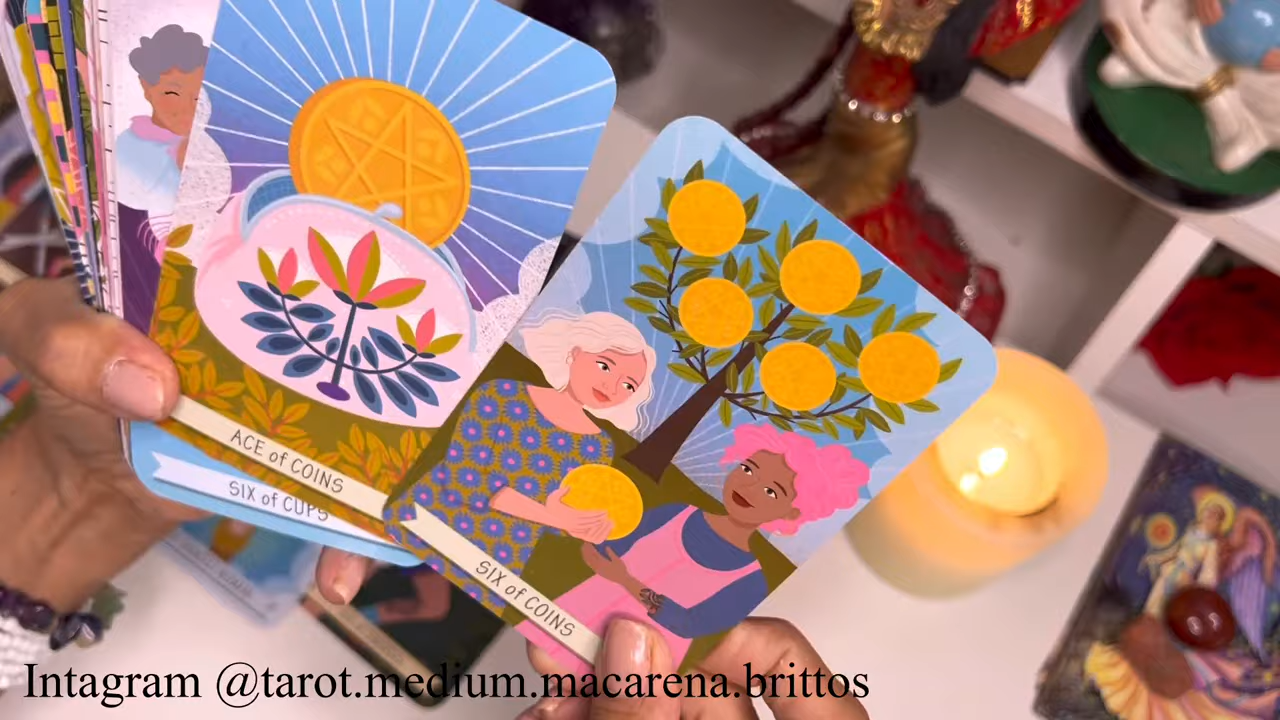 ACE of COINS
SIX of CUPS
SIX of COINS
Intagram @tarot.medium.macarena.brittos